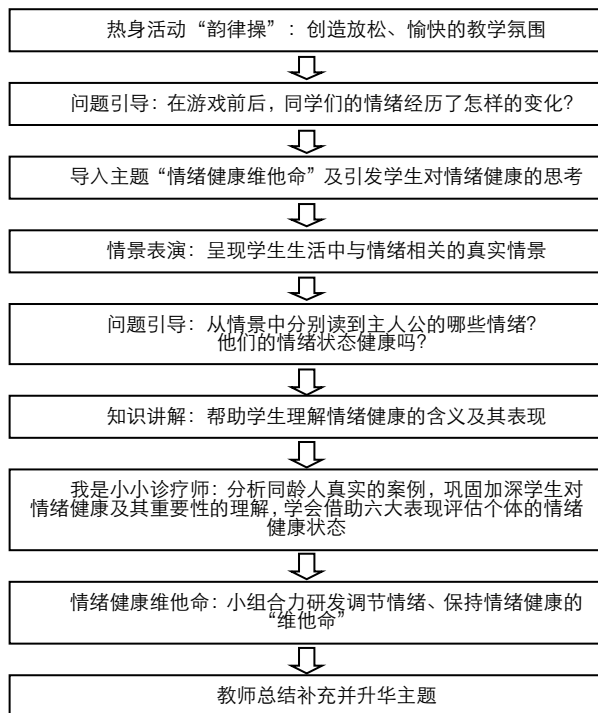 热身活动“韵律操”：创造放松、愉快的教学氛围
问题引导：在游戏前后，同学们的情绪经历了怎样的变化？
导入主题“情绪健康维他命”及引发学生对情绪健康的思考
情景表演：呈现学生生活中与情绪相关的真实情景
问题引导：从情景中分别读到主人公的哪些情绪？
他们的情绪状态健康吗？
知识讲解：帮助学生理解情绪健康的含义及其表现
我是小小诊疗师：分析同龄人真实的案例，巩固加深学生对
情绪健康及其重要性的理解，学会借助六大表现评估个体的情绪
健康状态
情绪健康维他命：小组合力研发调节情绪、保持情绪健康的
“维他命”
教师总结补充并升华主题